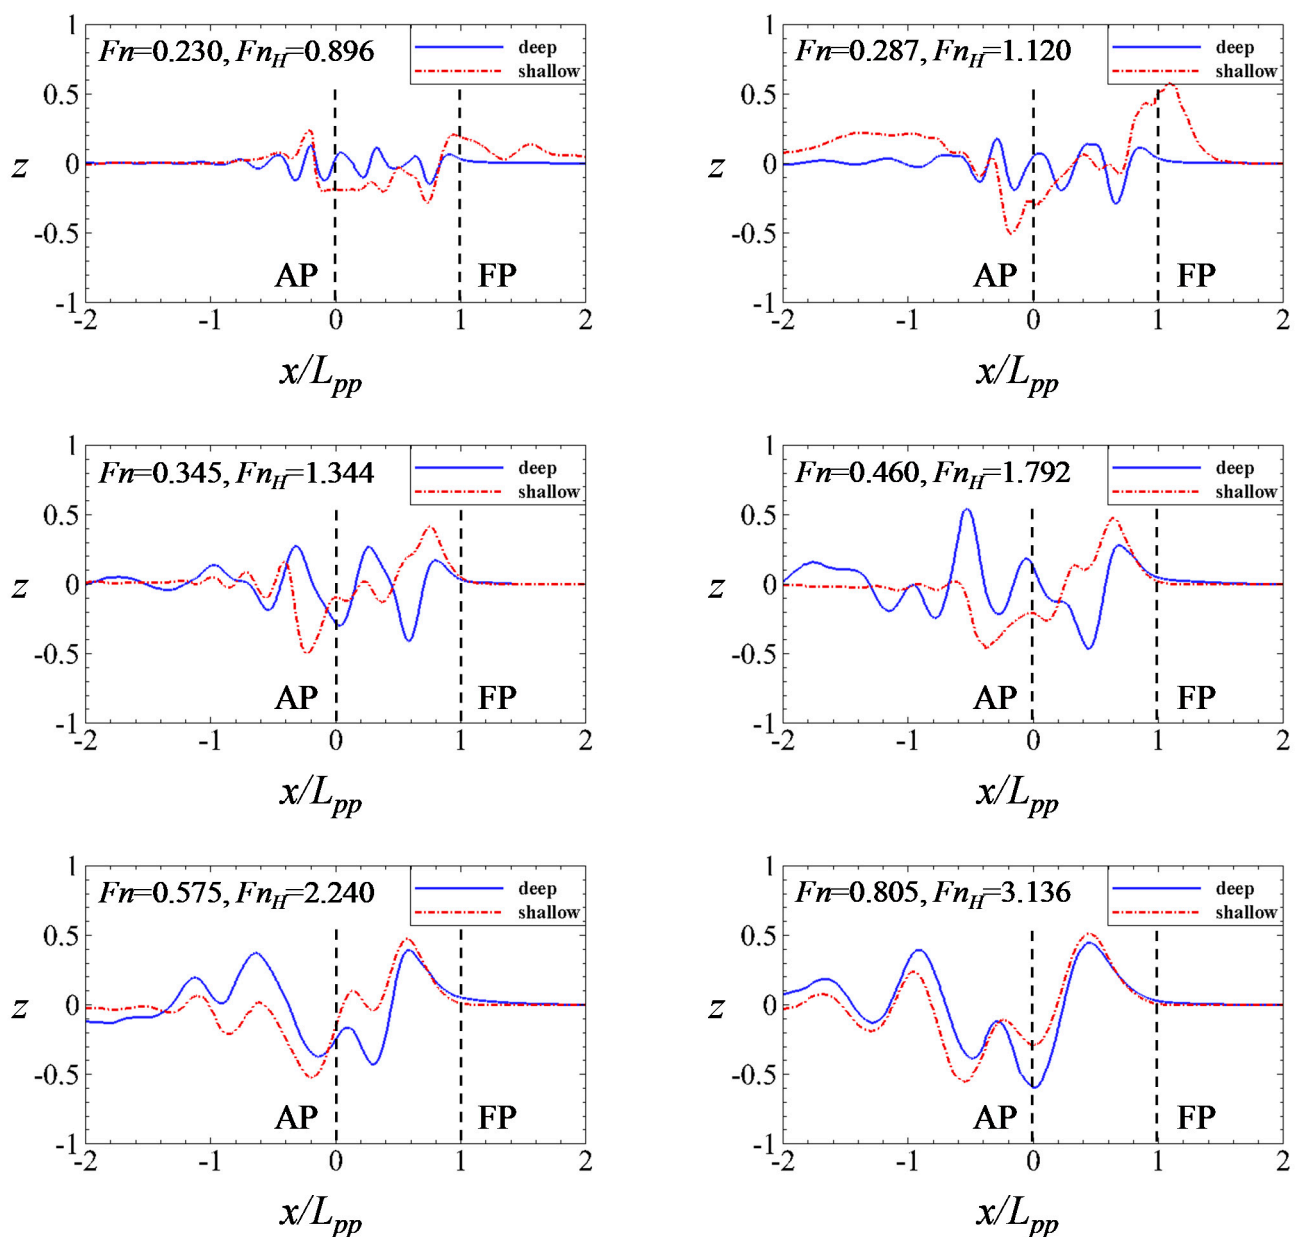 Fn=0.230, FnH=0.896
deep
shallow
1
0.5
0
-0.5
-1
z
AP
FP
-2
-1
0
1
2
x/Lpp
Fn=0.287, FnH=1.120
deep
shallow
1
0.5
0
-0.5
-1
z
AP
FP
-2
-1
0
1
2
x/Lpp
Fn=0.345, FnH=1.344
deep
shallow
1
0.5
0
-0.5
-1
z
AP
FP
-2
-1
0
1
2
x/Lpp
Fn=0.460, FnH=1.792
deep
shallow
1
0.5
0
-0.5
-1
z
AP
FP
-2
-1
0
1
2
x/Lpp
Fn=0.575, FnH=2.240
deep
shallow
1
0.5
0
-0.5
-1
z
AP
FP
-2
-1
0
1
2
x/Lpp
Fn=0.805, FnH=3.136
deep
shallow
1
0.5
0
-0.5
-1
z
AP
FP
-2
-1
0
1
2
x/Lpp